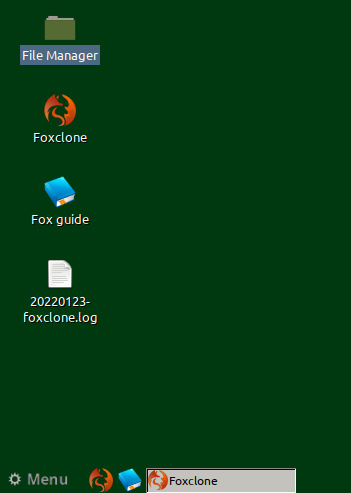 File Manager
Foxclone
Fox guide
20220123-
foxclone.log
Menu
Foxclone